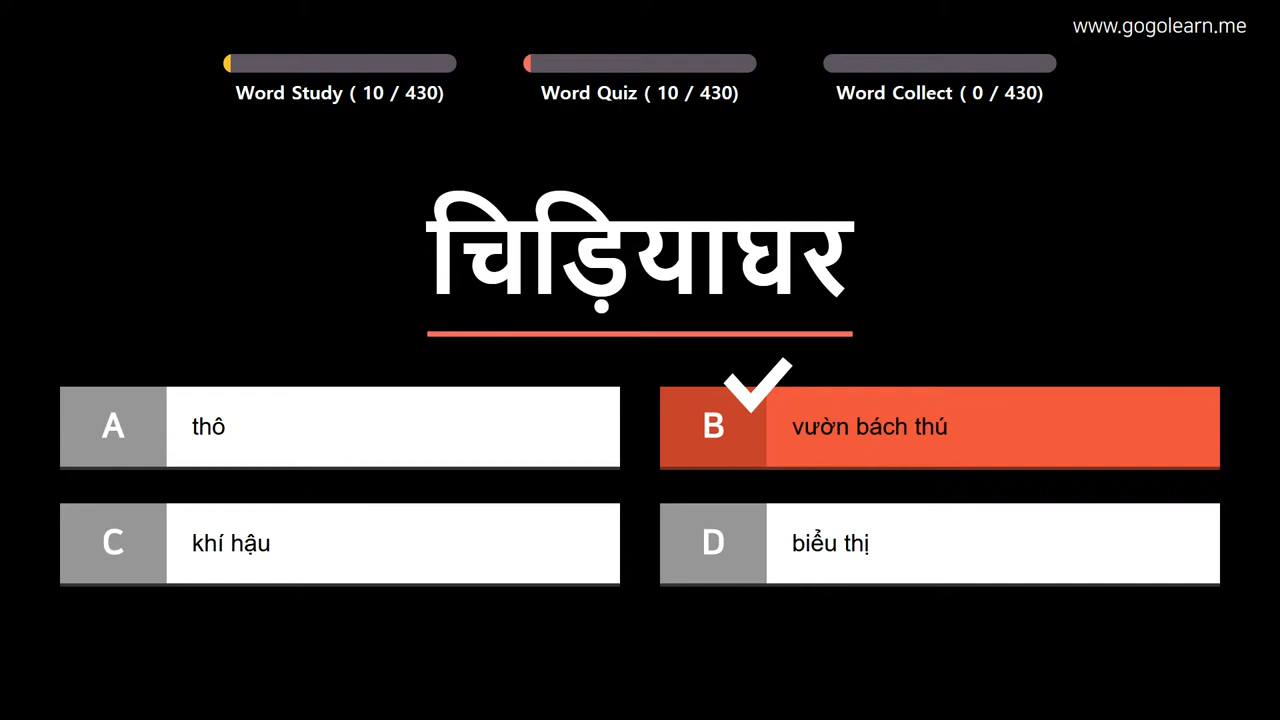 www.gogolearn.me
Word Study ( 10 / 430)
Word Quiz ( 10 / 430)
Word Collect ( 0 / 430)
चिड़ियाघर
A thô
B vườn bách thú
C khí hậu
D biểu thị